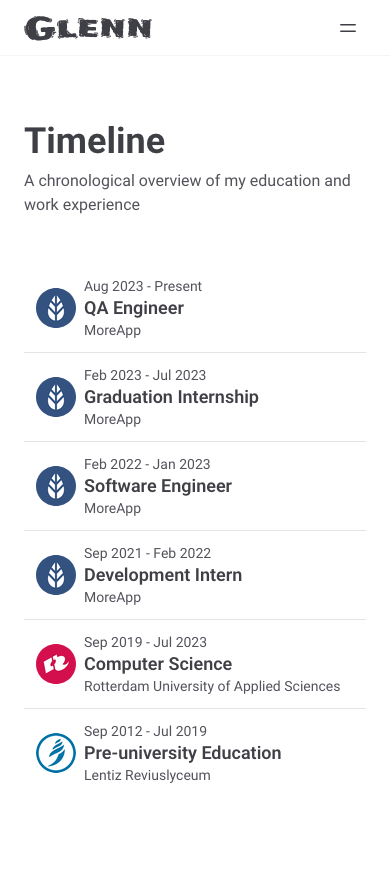 GLENN
Timeline
A chronological overview of my education and
work experience
Aug 2023 - Present
QA Engineer
MoreApp
Feb 2023 - Jul 2023
Graduation Internship
MoreApp
Feb 2022 - Jan 2023
Software Engineer
MoreApp
Sep 2021 - Feb 2022
Development Intern
MoreApp
Sep 2019 - Jul 2023
Computer Science
Rotterdam University of Applied Sciences
Sep 2012 - Jul 2019
Pre-university Education
Lentiz Reviuslyceum